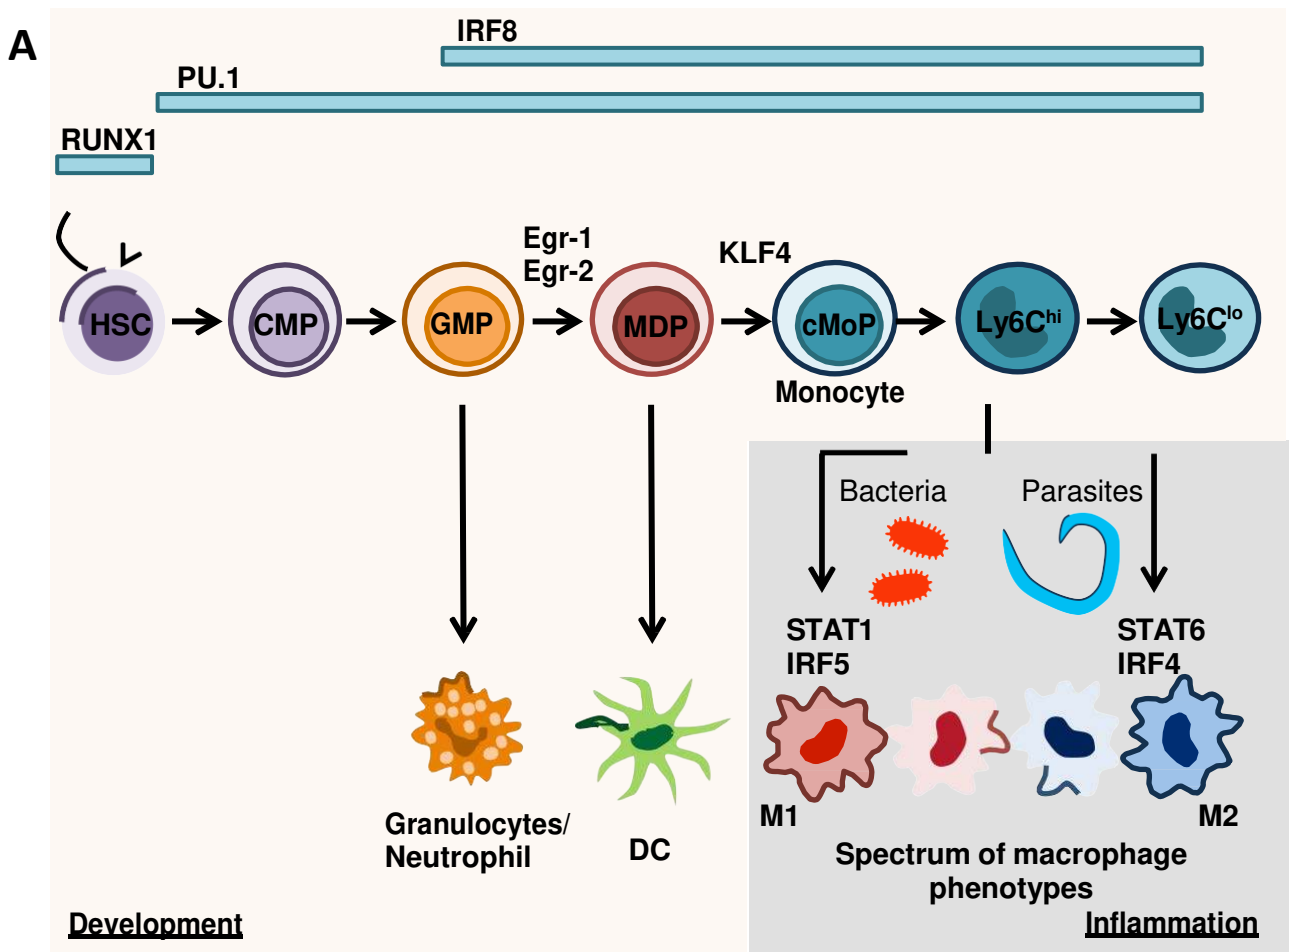 A
IRF8
PU.1
RUNX1
Egr-1
Egr-2
KLF4
HSC
CMP
GMP
MDP
cMoP
Ly6Chi
Ly6Clo
Monocyte
Bacteria
Parasites
STAT1
IRF5
STAT6
IRF4
M1
M2
Granulocytes/
Neutrophil
DC
Spectrum of macrophage
phenotypes
Development
Inflammation